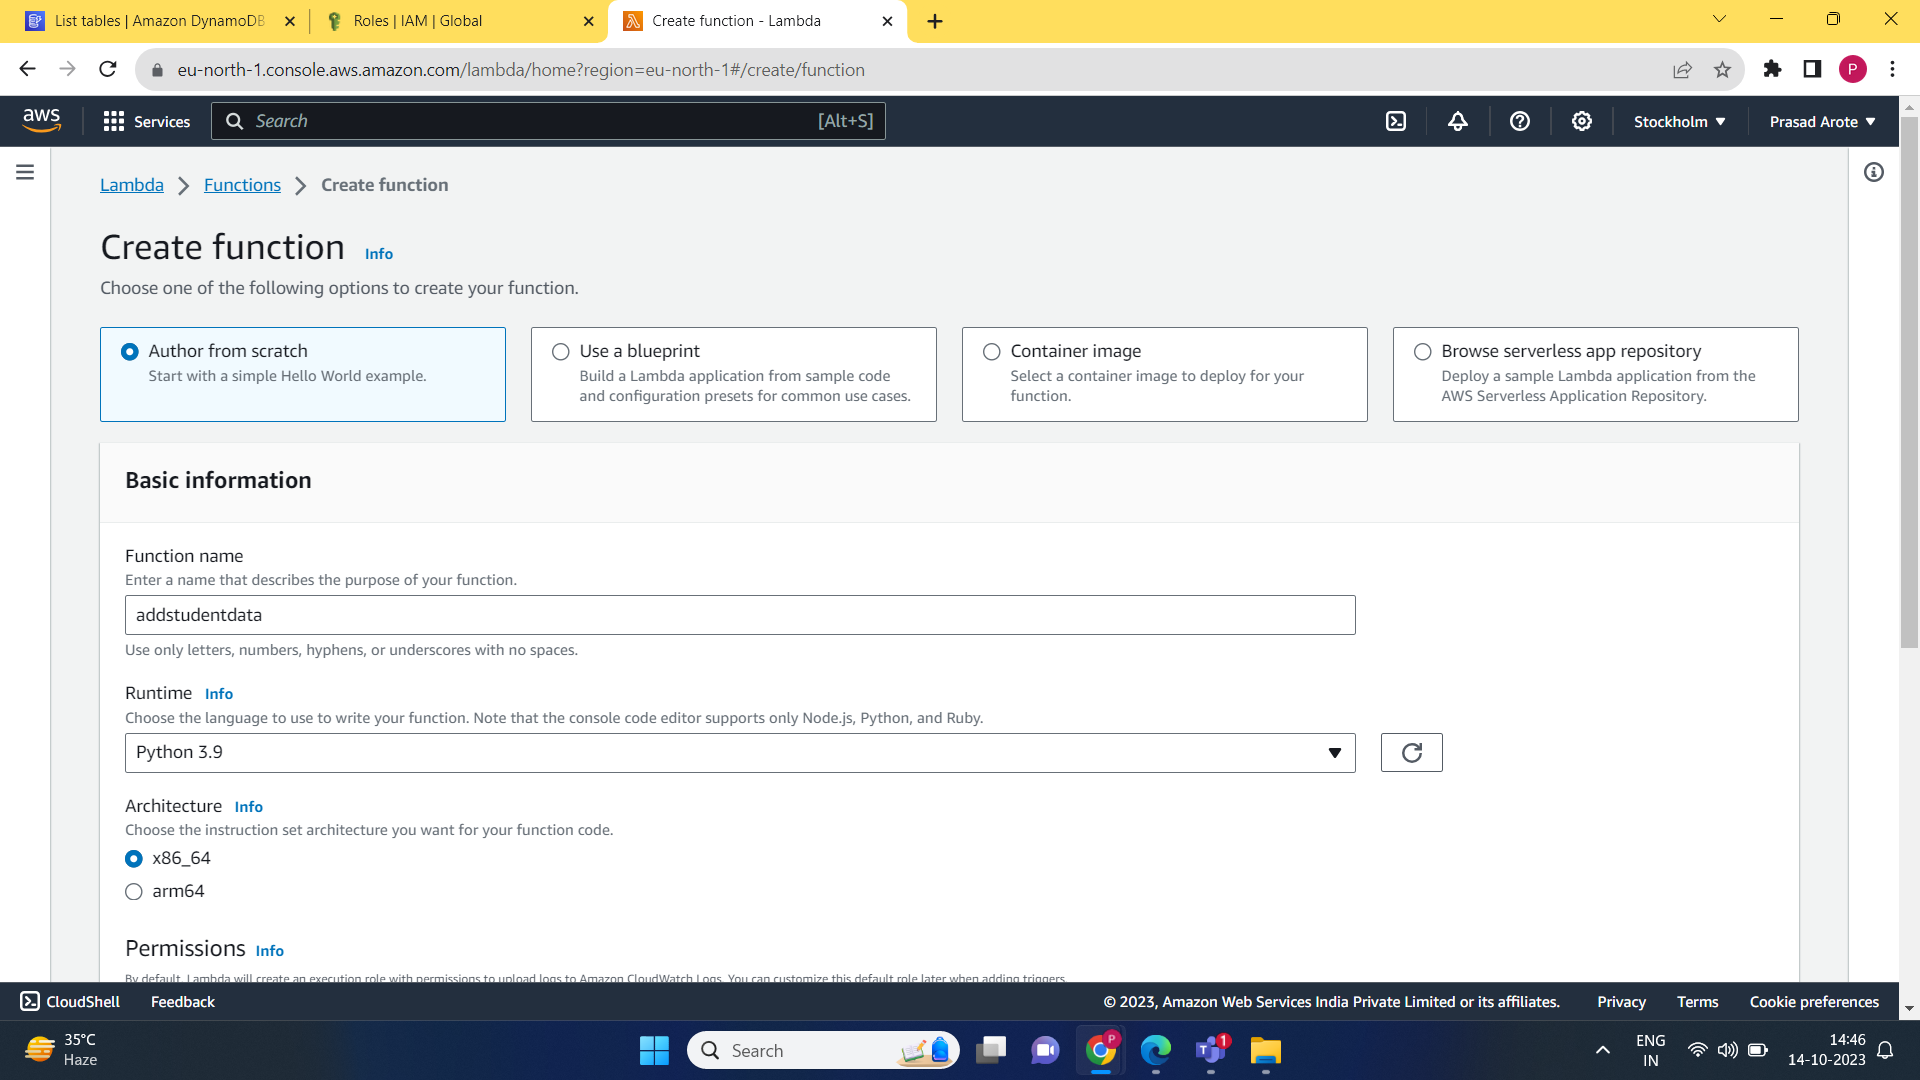 List tables | Amazon DynamoDB
Roles | IAM | Global
Create function - Lambda
eu-north-1.console.aws.amazon.com/lambda/home?region=eu-north-1#/create/function
P
aws
Services
Search
[Alt+S]
Stockholm
Prasad Arote
Lambda
Functions
Create function
Create function
Info
Choose one of the following options to create your function.
Author from scratch
Start with a simple Hello World example.
Use a blueprint
Build a Lambda application from sample code
and configuration presets for common use cases.
Container image
Select a container image to deploy for your
function.
Browse serverless app repository
Deploy a sample Lambda application from the
AWS Serverless Application Repository.
Basic information
Function name
Enter a name that describes the purpose of your function.
addstudentdata
Use only letters, numbers, hyphens, or underscores with no spaces.
Runtime Info
Choose the language to use to write your function. Note that the console code editor supports only Node.js, Python, and Ruby.
Python 3.9
Architecture Info
Choose the instruction set architecture you want for your function code.
x86_64
arm64
Permissions Info
By default, Lambda will create an execution role with permissions to upload logs to Amazon CloudWatch Logs. You can customize this default role later when adding triggers.
CloudShell
Feedback
© 2023, Amazon Web Services India Private Limited or its affiliates.
Privacy
Terms
Cookie preferences
35°C
Haze
Search
P
1
ENG
IN
14:46
14-10-2023